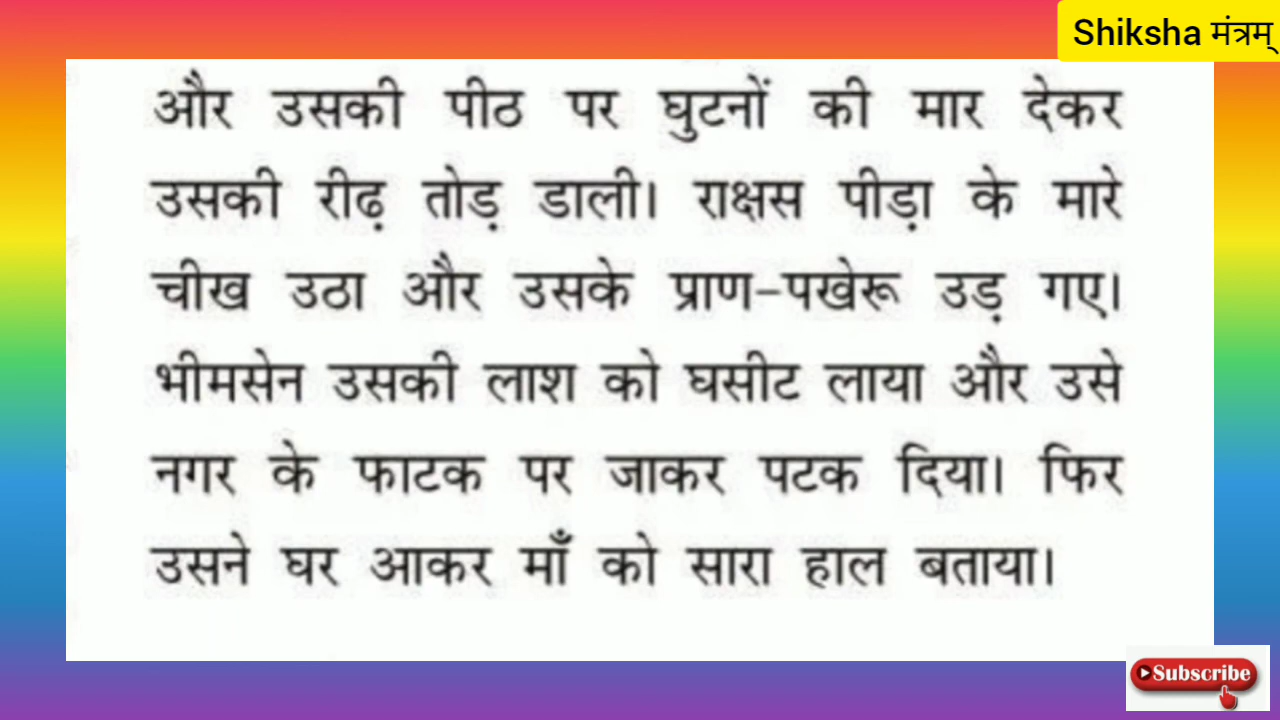 Shiksha मंत्रम्
और उसकी पीठ पर घुटनों की मार देकर
उसकी रीढ़ तोड़ डाली। राक्षस पीड़ा के मारे
चीख उठा और उसके प्राण-पखेरू उड़ गए।
भीमसेन उसकी लाश को घसीट लाया और उसे
नगर के फाटक पर जाकर पटक दिया। फिर
उसने घर आकर माँ को सारा हाल बताया।
Subscribe